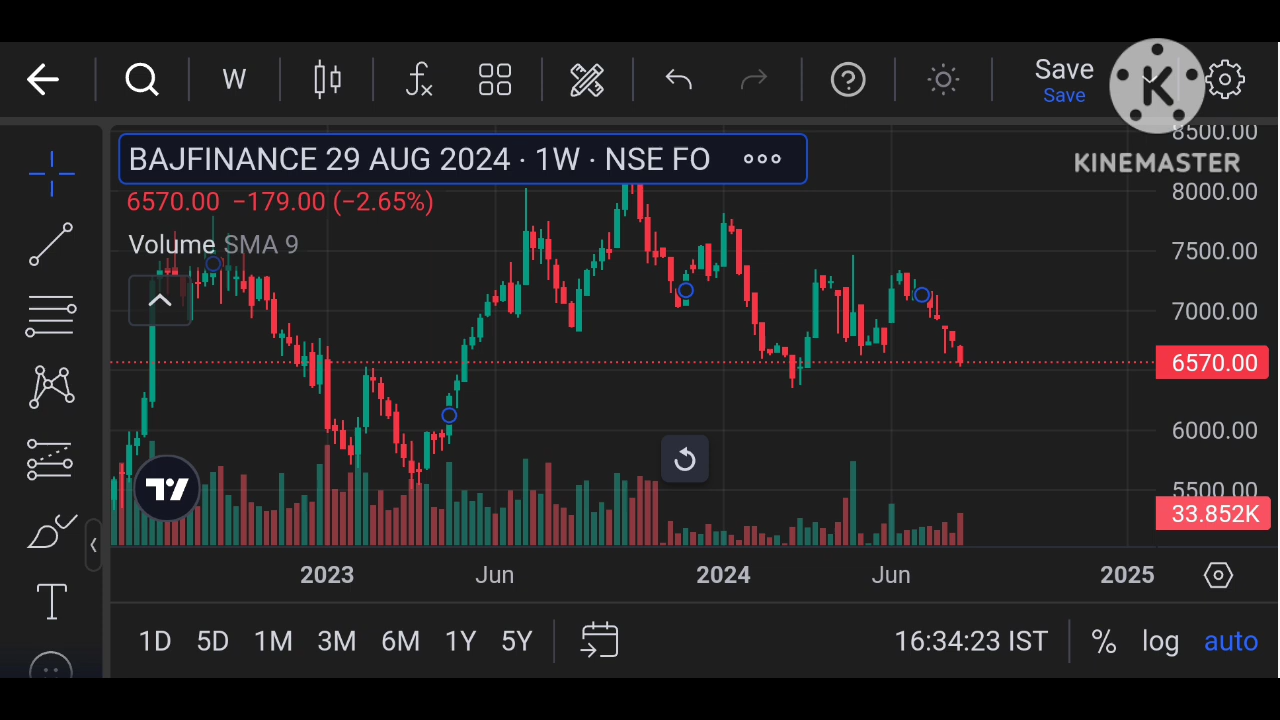 W
Save
Save
K
KINEMASTER
BAJFINANCE 29 AUG 2024 · 1W · NSE FO
6570.00 −179.00 (−2.65%)
Volume SMA 9
8500.00
8000.00
7500.00
7000.00
6570.00
6000.00
5500.00
33.852K
2023 Jun 2024 Jun 2025
1D 5D 1M 3M 6M 1Y 5Y 16:34:23 IST % log auto